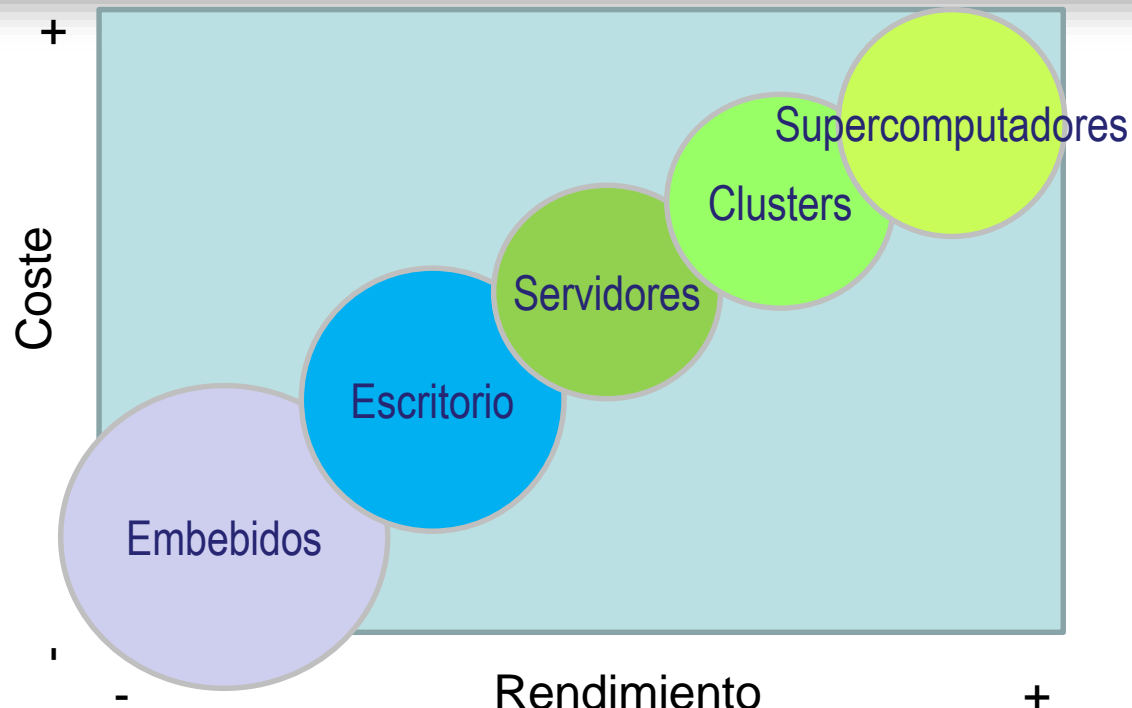 +
Supercomputadores
Clusters
Coste
Servidores
Escritorio
Embebidos
-
- Rendimiento +